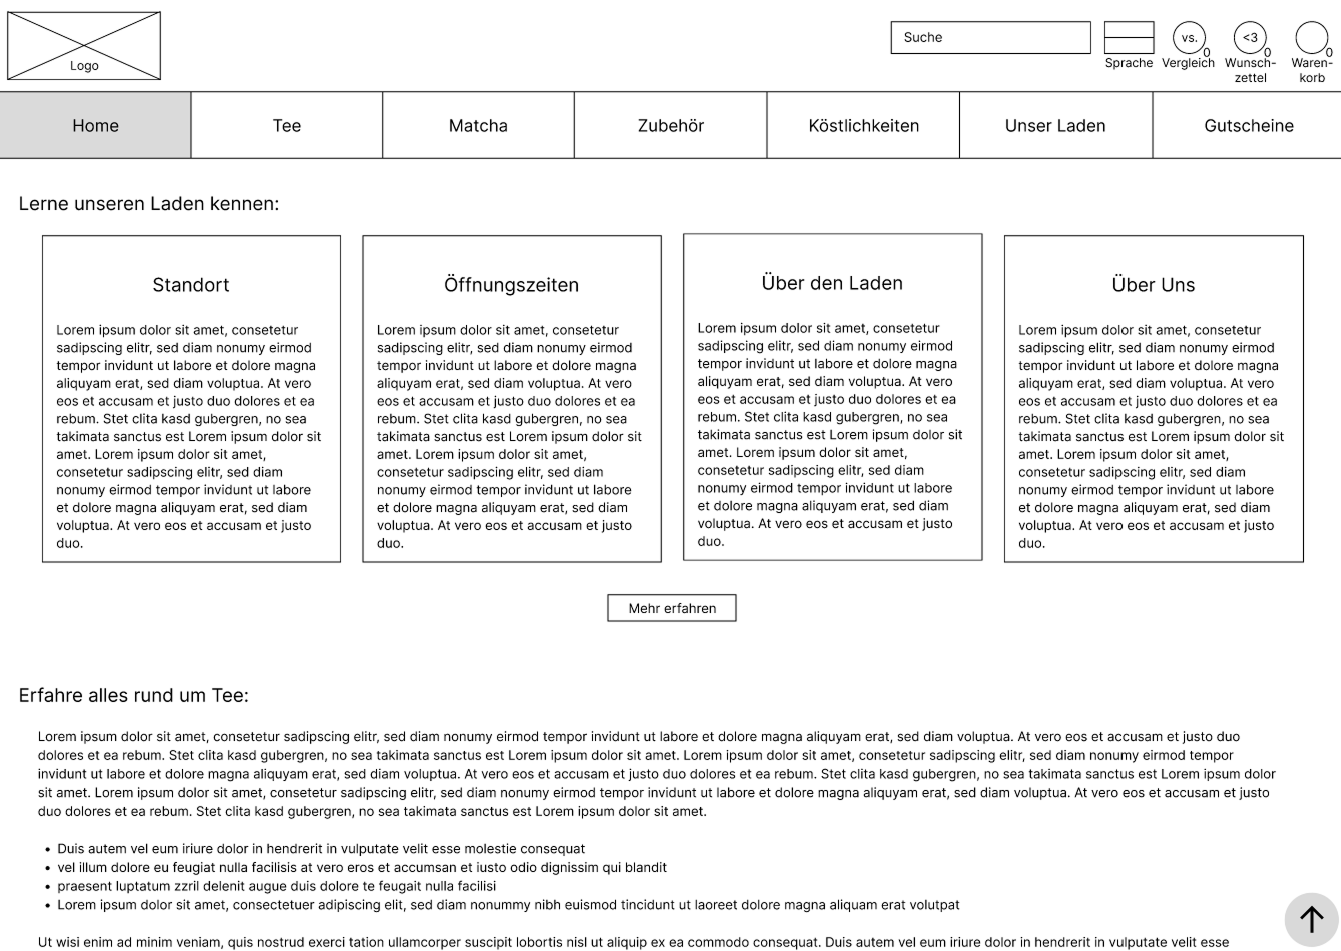 Logo
Suche
vs.
0
<3
0
0
Sprache
Vergleich
Wunsch-
zettel
Waren-
korb
Home
Tee
Matcha
Zubehör
Köstlichkeiten
Unser Laden
Gutscheine
Lerne unseren Laden kennen:
Standort
Lorem ipsum dolor sit amet, consetetur
sadipscing elitr, sed diam nonumy eirmod
tempor invidunt ut labore et dolore magna
aliquyam erat, sed diam voluptua. At vero
eos et accusam et justo duo dolores et ea
rebum. Stet clita kasd gubergren, no sea
takimata sanctus est Lorem ipsum dolor sit
amet. Lorem ipsum dolor sit amet,
consetetur sadipscing elitr, sed diam
nonumy eirmod tempor invidunt ut labore
et dolore magna aliquyam erat, sed diam
voluptua. At vero eos et accusam et justo
duo.
Öffnungszeiten
Lorem ipsum dolor sit amet, consetetur
sadipscing elitr, sed diam nonumy eirmod
tempor invidunt ut labore et dolore magna
aliquyam erat, sed diam voluptua. At vero
eos et accusam et justo duo dolores et ea
rebum. Stet clita kasd gubergren, no sea
takimata sanctus est Lorem ipsum dolor sit
amet. Lorem ipsum dolor sit amet,
consetetur sadipscing elitr, sed diam
nonumy eirmod tempor invidunt ut labore
et dolore magna aliquyam erat, sed diam
voluptua. At vero eos et accusam et justo
duo.
Über den Laden
Lorem ipsum dolor sit amet, consetetur
sadipscing elitr, sed diam nonumy eirmod
tempor invidunt ut labore et dolore magna
aliquyam erat, sed diam voluptua. At vero
eos et accusam et justo duo dolores et ea
rebum. Stet clita kasd gubergren, no sea
takimata sanctus est Lorem ipsum dolor sit
amet. Lorem ipsum dolor sit amet,
consetetur sadipscing elitr, sed diam
nonumy eirmod tempor invidunt ut labore
et dolore magna aliquyam erat, sed diam
voluptua. At vero eos et accusam et justo
duo.
Über Uns
Lorem ipsum dolor sit amet, consetetur
sadipscing elitr, sed diam nonumy eirmod
tempor invidunt ut labore et dolore magna
aliquyam erat, sed diam voluptua. At vero
eos et accusam et justo duo dolores et ea
rebum. Stet clita kasd gubergren, no sea
takimata sanctus est Lorem ipsum dolor sit
amet. Lorem ipsum dolor sit amet,
consetetur sadipscing elitr, sed diam
nonumy eirmod tempor invidunt ut labore
et dolore magna aliquyam erat, sed diam
voluptua. At vero eos et accusam et justo
duo.
Mehr erfahren
Erfahre alles rund um Tee:
Lorem ipsum dolor sit amet, consetetur sadipscing elitr, sed diam nonumy eirmod tempor invidunt ut labore et dolore magna aliquyam erat, sed diam voluptua. At vero eos et accusam et justo duo
dolores et ea rebum. Stet clita kasd gubergren, no sea takimata sanctus est Lorem ipsum dolor sit amet. Lorem ipsum dolor sit amet, consetetur sadipscing elitr, sed diam nonumy eirmod tempor
invidunt ut labore et dolore magna aliquyam erat, sed diam voluptua. At vero eos et accusam et justo duo dolores et ea rebum. Stet clita kasd gubergren, no sea takimata sanctus est Lorem ipsum dolor
sit amet. Lorem ipsum dolor sit amet, consetetur sadipscing elitr, sed diam nonumy eirmod tempor invidunt ut labore et dolore magna aliquyam erat, sed diam voluptua. At vero eos et accusam et justo
duo dolores et ea rebum. Stet clita kasd gubergren, no sea takimata sanctus est Lorem ipsum dolor sit amet.
• Duis autem vel eum iriure dolor in hendrerit in vulputate velit esse molestie consequat
• vel illum dolore eu feugiat nulla facilisis at vero eros et accumsan et iusto odio dignissim qui blandit
• praesent luptatum zzril delenit augue duis dolore te feugait nulla facilisi
• Lorem ipsum dolor sit amet, consectetuer adipiscing elit, sed diam nonummy nibh euismod tincidunt ut laoreet dolore magna aliquam erat volutpat
Ut wisi enim ad minim veniam, quis nostrud exerci tation ullamcorper suscipit lobortis nisl ut aliquip ex ea commodo consequat. Duis autem vel eum iriure dolor in hendrerit in vulputate velit esse